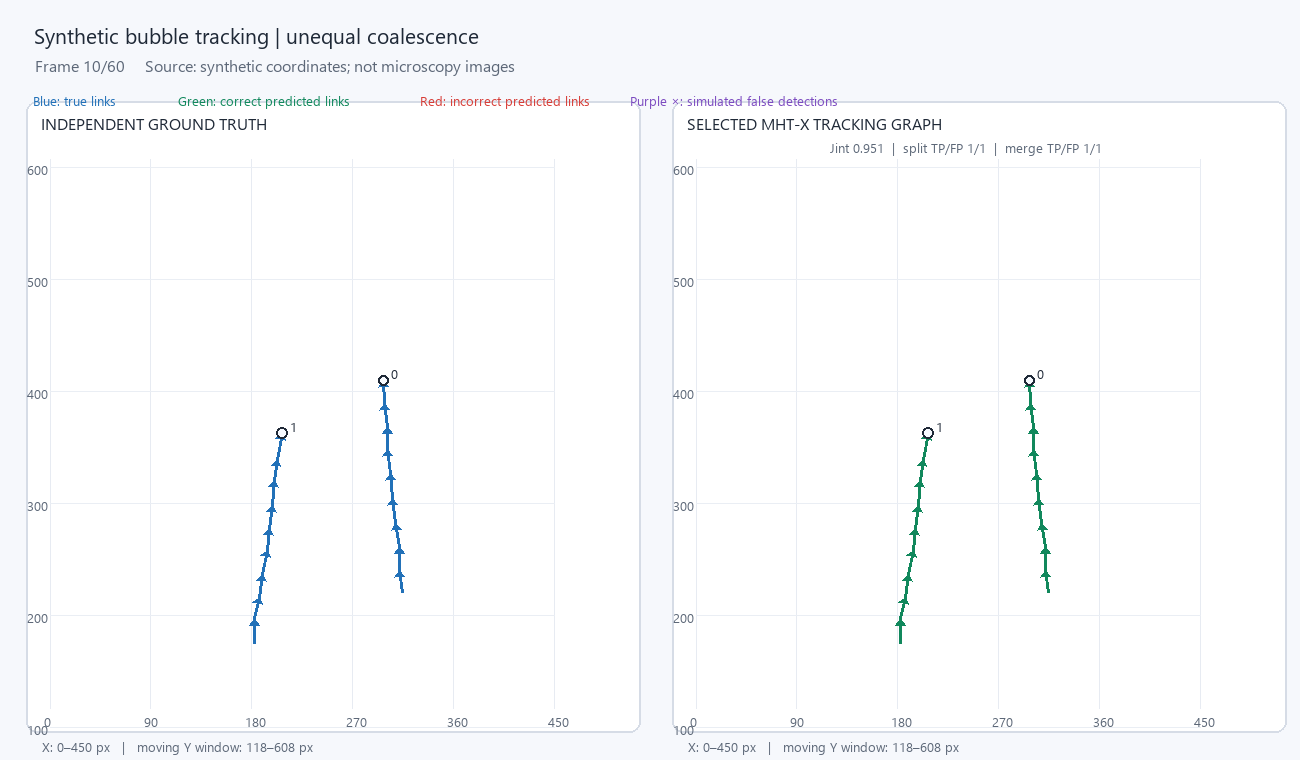 Synthetic bubble tracking | unequal coalescence
Frame 10/60 Source: synthetic coordinates; not microscopy images
Blue: true links Green: correct predicted links Red: incorrect predicted links Purple ×: simulated false detections
INDEPENDENT GROUND TRUTH
600
500
400
300
200
100
0 90 180 270 360 450
0
1
X: 0–450 px | moving Y window: 118–608 px
SELECTED MHT-X TRACKING GRAPH
Jint 0.951 | split TP/FP 1/1 | merge TP/FP 1/1
600
500
400
300
200
100
0 90 180 270 360 450
0
1
X: 0–450 px | moving Y window: 118–608 px